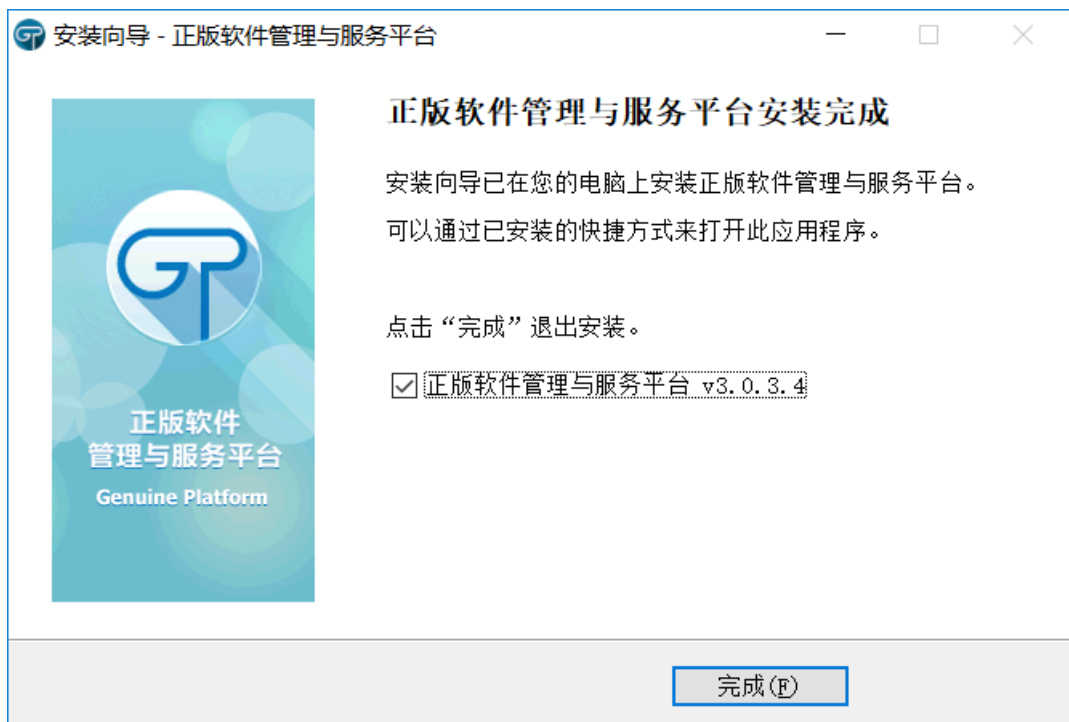 安装向导 - 正版软件管理与服务平台
正版软件管理与服务平台安装完成
安装向导已在您的电脑上安装正版软件管理与服务平台。
可以通过已安装的快捷方式来打开此应用程序。
点击“完成”退出安装。
正版软件管理与服务平台 v3.0.3.4
GT
正版软件
管理与服务平台
Genuine Platform
完成(F)